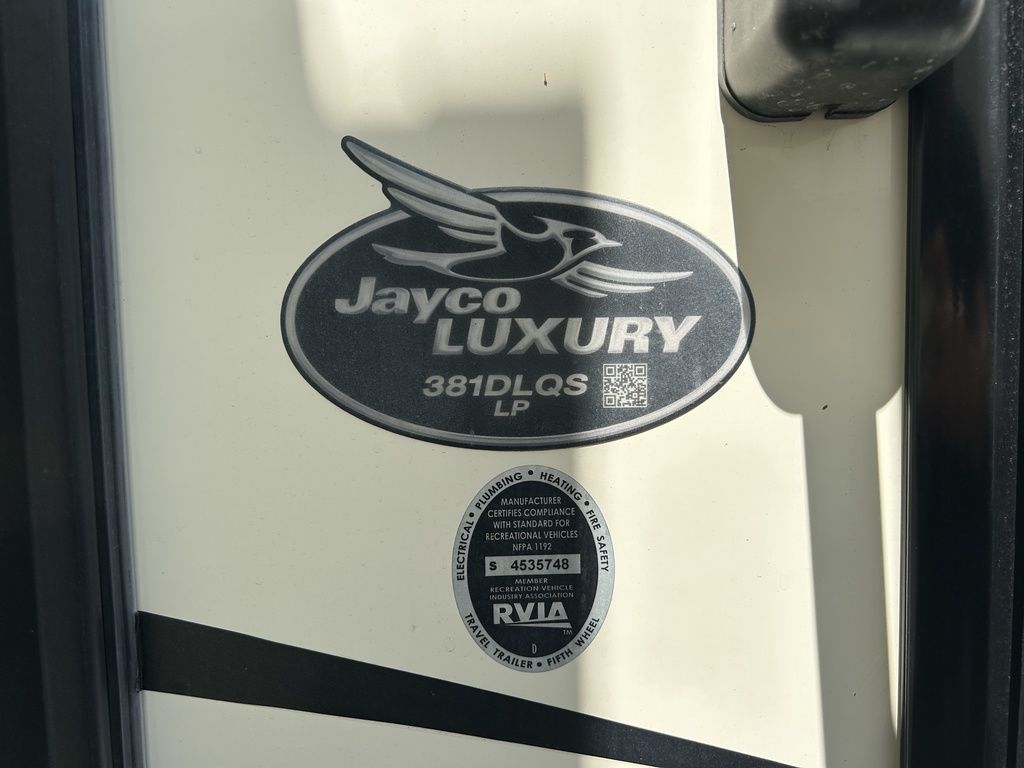 Jayco
LUXURY
381DLQS
LP
ELECTRICAL • PLUMBING • HEATING • FIRE SAFETY
MANUFACTURER
CERTIFIES COMPLIANCE
WITH STANDARD FOR
RECREATIONAL VEHICLES
NFPA 1192
S 4535748
MEMBER
RECREATION VEHICLE
INDUSTRY ASSOCIATION
RVIA
TM
D
TRAVEL TRAILER • FIFTH WHEEL